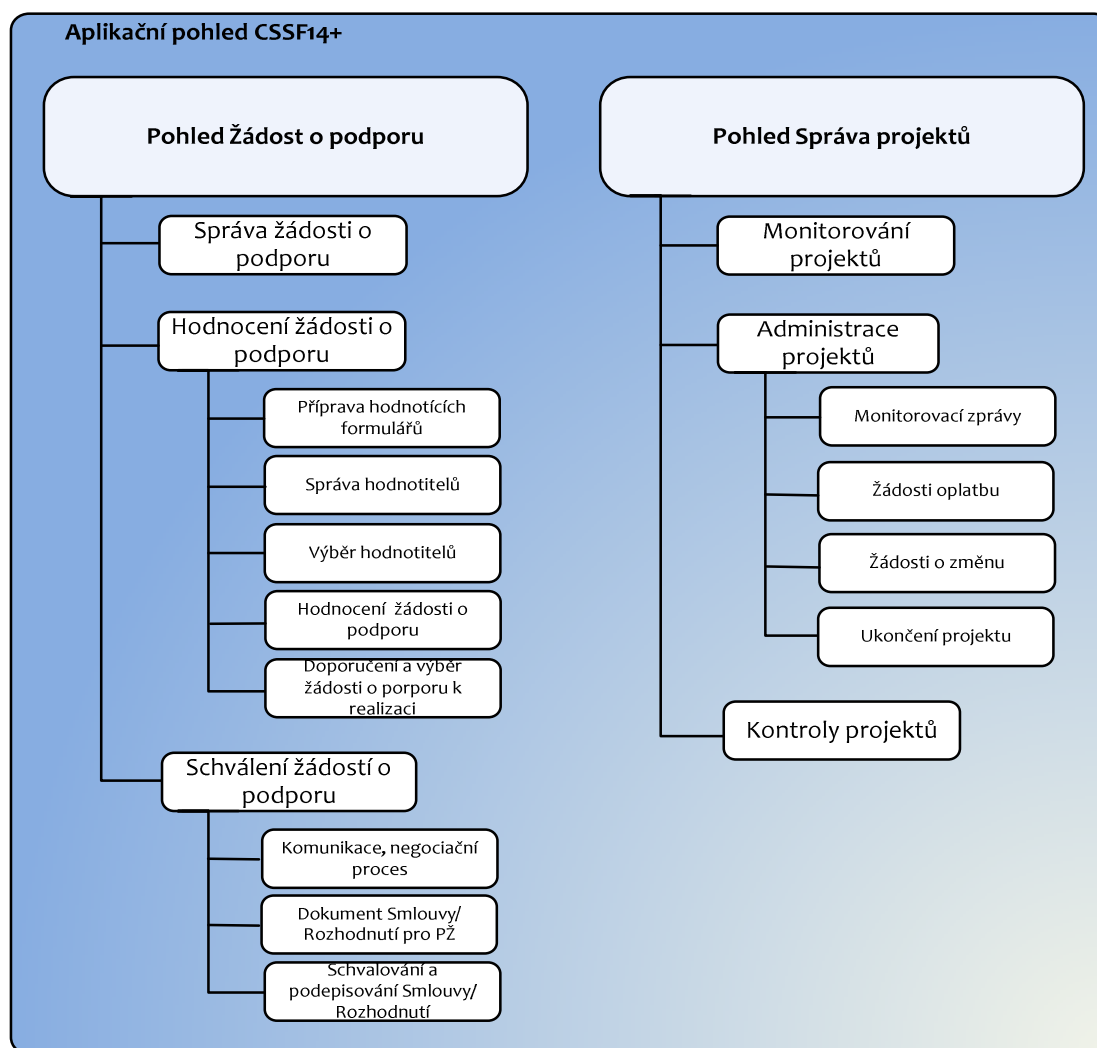 Aplikační pohled CSSF14+
Pohled Žádost o podporu
Správa žádosti o
podporu
Hodnocení žádosti o
podporu
Příprava hodnotících
formulářů
Správa hodnotitelů
Výběr hodnotitelů
Hodnocení  žádosti o
podporu
Doporučení a výběr
žádosti o porporu k
realizaci
Schválení žádostí o
podporu
Komunikace, negociační
proces
Dokument Smlouvy/
Rozhodnutí pro PŽ
Schvalování a
podepisování Smlouvy/
Rozhodnutí
Pohled Správa projektů
Monitorování
projektů
Administrace
projektů
Monitorovací zprávy
Žádosti oplatbu
Žádosti o změnu
Ukončení projektu
Kontroly projektů